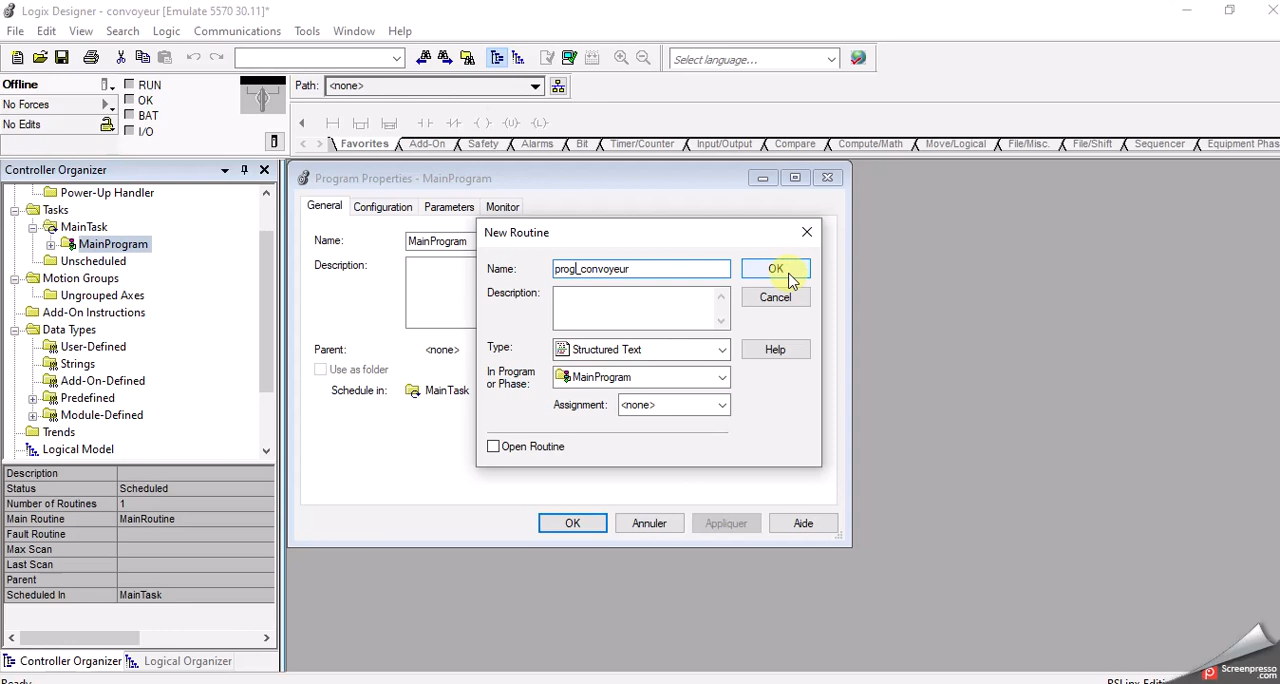 Logix Designer - convoyeur [Emulate 5570 30.11]*
File Edit View Search Logic Communications Tools Window Help
Select language...
Offline RUN
No Forces OK
No Edits BAT
I/O
Path: <none>
Favorites Add-On Safety Alarms Bit Timer/Counter Input/Output Compare Compute/Math Move/Logical File/Misc. File/Shift Sequencer Equipment Phas
Controller Organizer
Power-Up Handler
Tasks
MainTask
MainProgram
Unscheduled
Motion Groups
Ungrouped Axes
Add-On Instructions
Data Types
User-Defined
Strings
Add-On-Defined
Predefined
Module-Defined
Trends
Logical Model
Description
Status Scheduled
Number of Routines 1
Main Routine MainRoutine
Fault Routine
Max Scan
Last Scan
Parent
Scheduled In MainTask
Controller Organizer Logical Organizer
Program Properties - MainProgram
General Configuration Parameters Monitor
Name: MainProgram
Description:
Parent: <none>
Use as folder
Schedule in: MainTask
OK Annuler Appliquer Aide
New Routine
Name: prog_convoyeur OK
Description: Cancel
Type: Structured Text Help
In Program
or Phase: MainProgram
Assignment: <none>
Open Routine
Screenpresso
.com